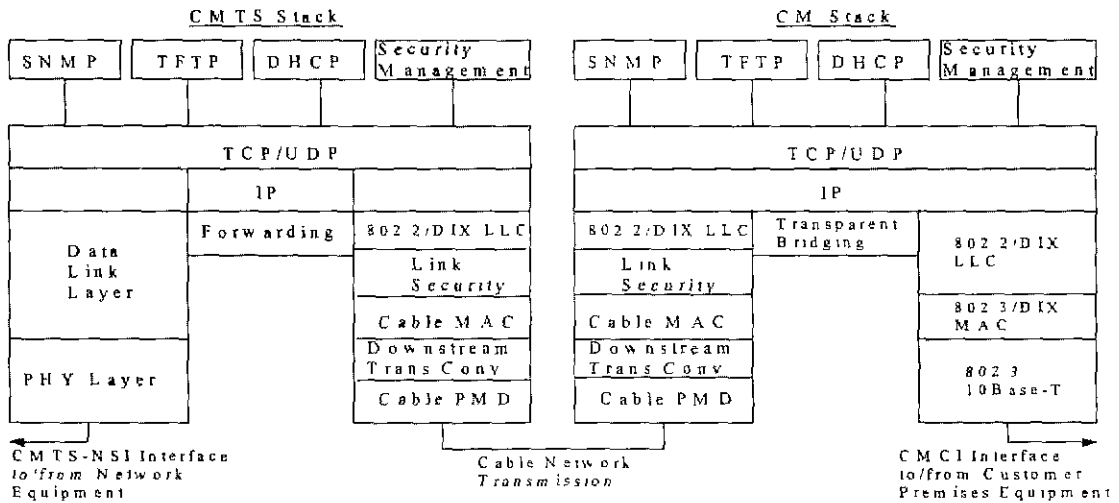 CMTS Stack
CM Stack
SNMP
TFTP
DHCP
Security
Management
SNMP
TFTP
DHCP
Security
Management
TCP/UDP
TCP/UDP
IP
IP
Data
Link
Layer
Forwarding
802 2/DIX LLC
Link
Security
Cable MAC
Downstream
Trans Conv
Cable PMD
PHY Layer
802 2/DIX LLC
Link
Security
Cable MAC
Downstream
Trans Conv
Cable PMD
Transparent
Bridging
802 2/DIX
LLC
802 3/DIX
MAC
802 3
10Base-T
CMTS-NSI Interface
to/from Network
Equipment
Cable Network
Transmission
CMCI Interface
to/from Customer
Premises Equipment